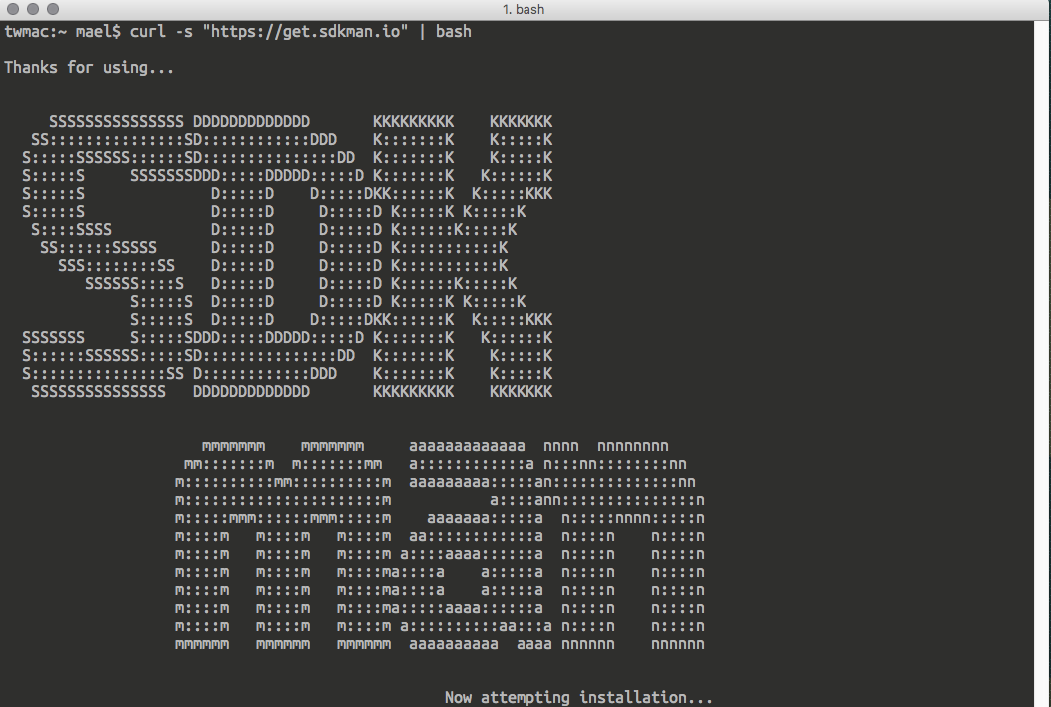 1. bash
twmac:~ mael$ curl -s "https://get.sdkman.io" | bash
Thanks for using...
     SSSSSSSSSSSSSSS DDDDDDDDDDDDD       KKKKKKKKK    KKKKKKK
   SS:::::::::::::::SD::::::::::::DDD    K:::::::K    K:::::K
  S:::::SSSSSS::::::SD:::::::::::::::DD  K:::::::K    K:::::K
  S:::::S     SSSSSSSDDD:::::DDDDD:::::D K:::::::K   K::::::K
  S:::::S              D:::::D    D:::::DKK::::::K  K:::::KKK
  S:::::S              D:::::D     D:::::D K:::::K K:::::K
   S::::SSSS           D:::::D     D:::::D K::::::K:::::K
    SS::::::SSSSS      D:::::D     D:::::D K:::::::::::K
      SSS::::::::SS    D:::::D     D:::::D K:::::::::::K
         SSSSSS::::S   D:::::D     D:::::D K::::::K:::::K
              S:::::S  D:::::D     D:::::D K:::::K K:::::K
              S:::::S  D:::::D    D:::::DKK::::::K  K:::::KKK
  SSSSSSS     S:::::SDDD:::::DDDDD:::::D K:::::::K   K::::::K
  S::::::SSSSSS:::::SD:::::::::::::::DD  K:::::::K    K:::::K
  S:::::::::::::::SS D::::::::::::DDD    K:::::::K    K:::::K
   SSSSSSSSSSSSSSS   DDDDDDDDDDDDD       KKKKKKKKK    KKKKKKK
                      mmmmmmm    mmmmmmm     aaaaaaaaaaaaa  nnnn  nnnnnnnn
                    mm:::::::m  m:::::::mm   a::::::::::::a n:::nn::::::::nn
                   m::::::::::mm::::::::::m  aaaaaaaaa:::::an::::::::::::::nn
                   m::::::::::::::::::::::m           a::::ann:::::::::::::::n
                   m:::::mmm::::::mmm:::::m    aaaaaaa:::::a  n:::::nnnn:::::n
                   m::::m   m::::m   m::::m  aa::::::::::::a  n::::n    n::::n
                   m::::m   m::::m   m::::m a::::aaaa::::::a  n::::n    n::::n
                   m::::m   m::::m   m::::ma::::a    a:::::a  n::::n    n::::n
                   m::::m   m::::m   m::::ma::::a    a:::::a  n::::n    n::::n
                   m::::m   m::::m   m::::ma:::::aaaa::::::a  n::::n    n::::n
                   m::::m   m::::m   m::::m a::::::::::aa:::a n::::n    n::::n
                   mmmmmm   mmmmmm   mmmmmm  aaaaaaaaaa  aaaa nnnnnn    nnnnnn
Now attempting installation...